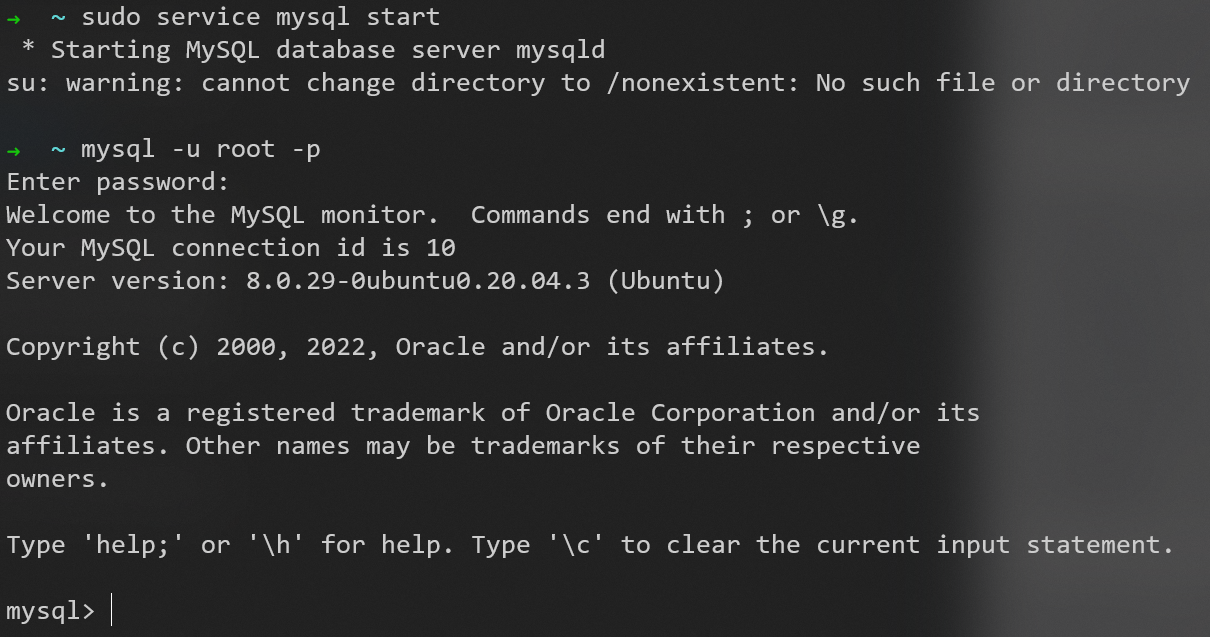 → ~ sudo service mysql start
* Starting MySQL database server mysqld
su: warning: cannot change directory to /nonexistent: No such file or directory
→ ~ mysql -u root -p
Enter password:
Welcome to the MySQL monitor.  Commands end with ; or \g.
Your MySQL connection id is 10
Server version: 8.0.29-0ubuntu0.20.04.3 (Ubuntu)
Copyright (c) 2000, 2022, Oracle and/or its affiliates.
Oracle is a registered trademark of Oracle Corporation and/or its
affiliates. Other names may be trademarks of their respective
owners.
Type 'help;' or '\h' for help. Type '\c' to clear the current input statement.
mysql>